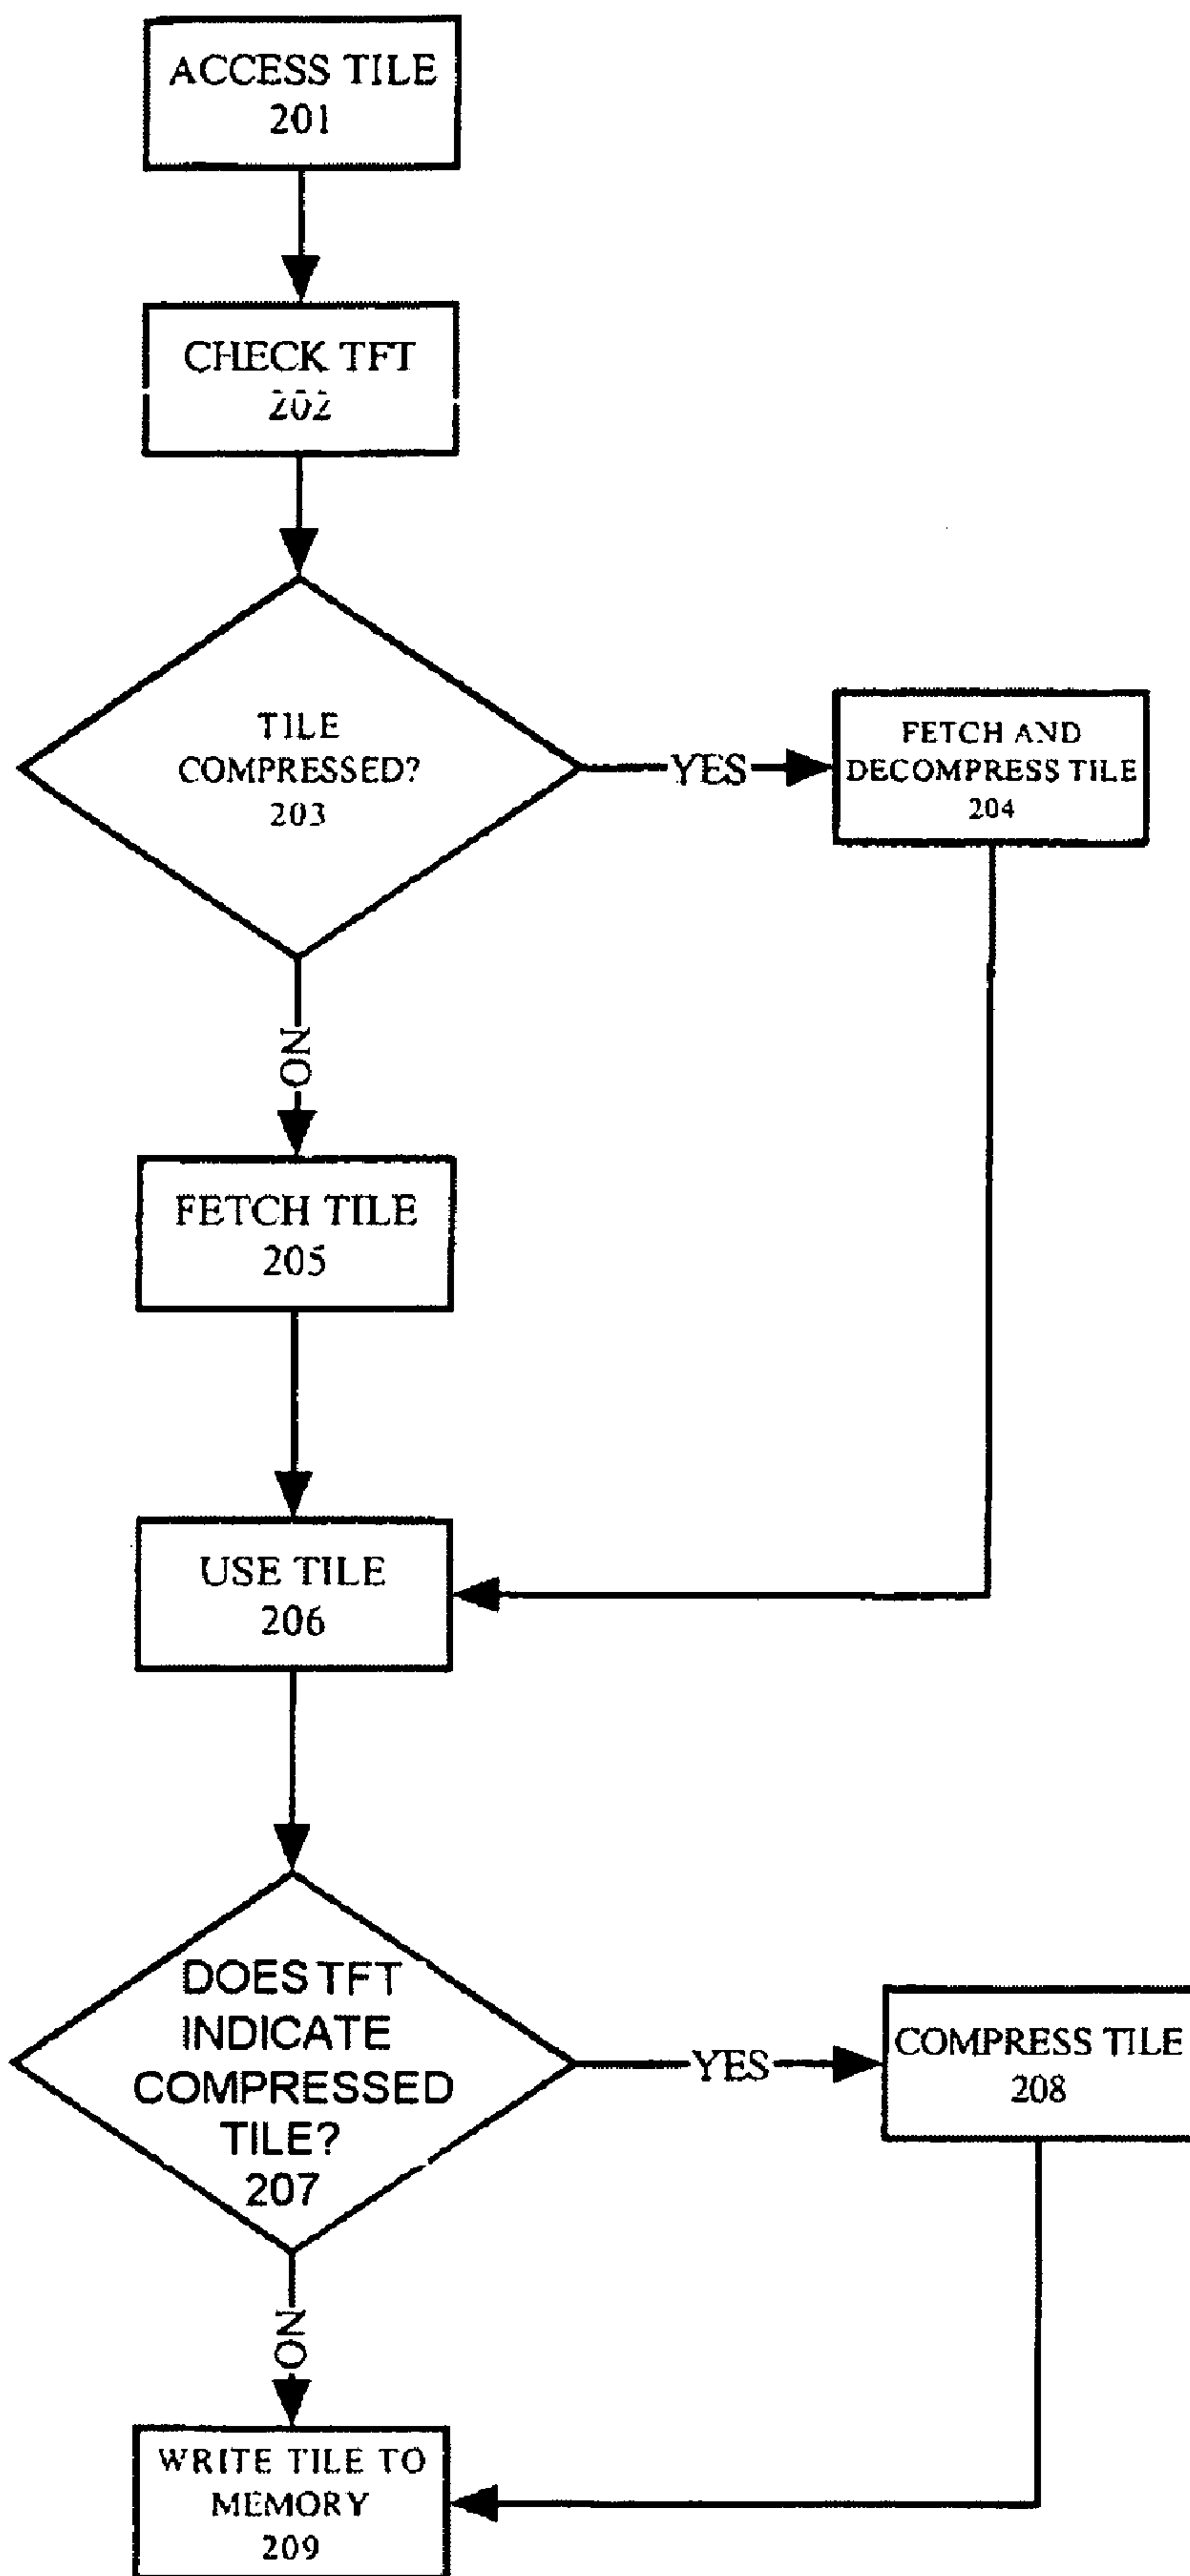 ACCESS TILE
201
CHECK TFT
202
TILE
COMPRESSED?
203
YES
FETCH AND
DECOMPRESS TILE
204
NO
FETCH TILE
205
USE TILE
206
DOES TFT
INDICATE
COMPRESSED
TILE?
207
YES
COMPRESS TILE
208
NO
WRITE TILE TO
MEMORY
209